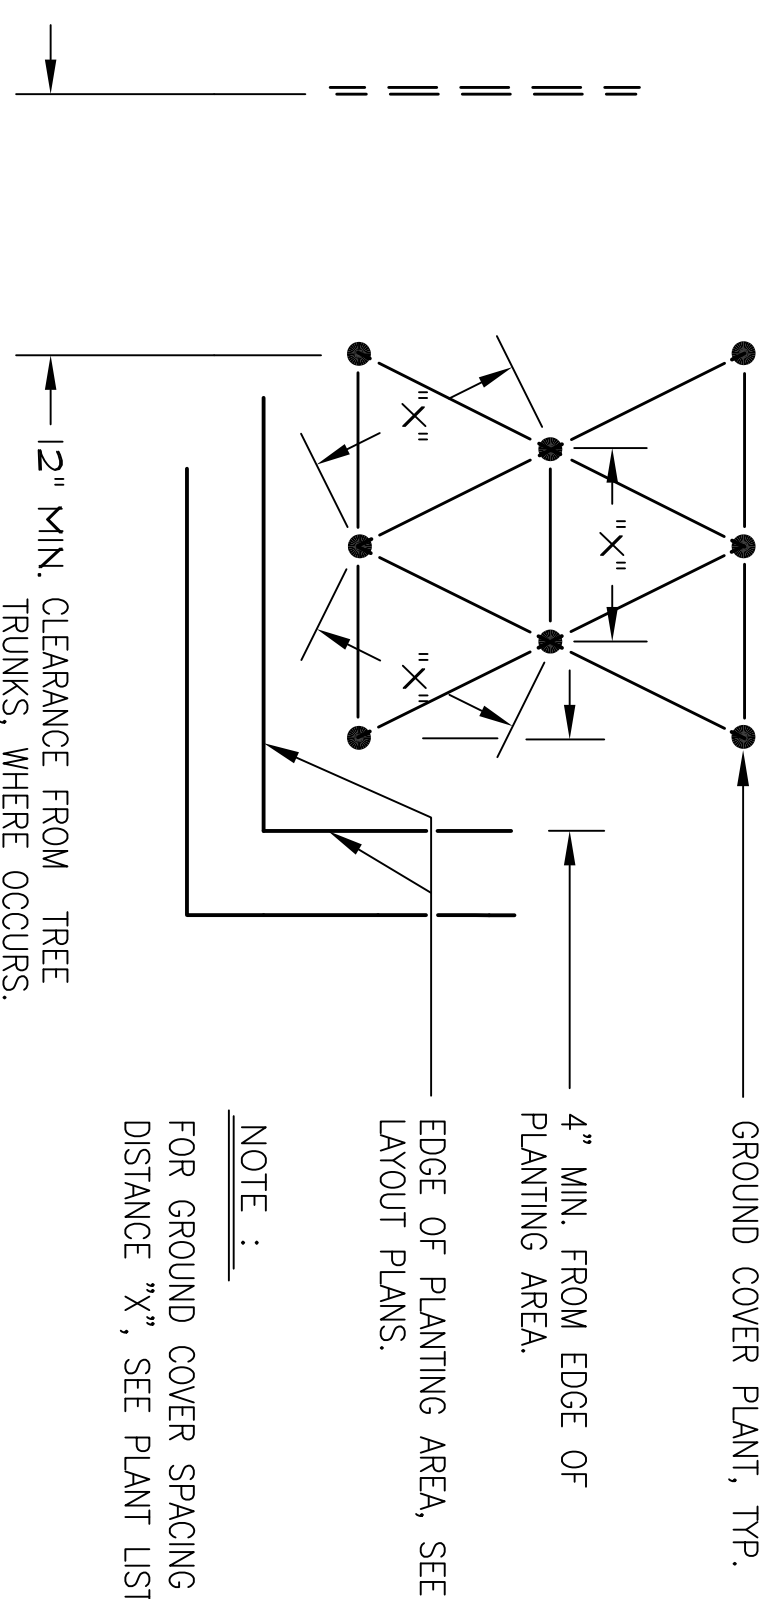 GROUND COVER PLANT, TYP.
4" MIN. FROM EDGE OF
PLANTING AREA.
EDGE OF PLANTING AREA, SEE
LAYOUT PLANS.
NOTE :
FOR GROUND COVER SPACING
DISTANCE "X", SEE PLANT LIST
"X"
"X"
"X"
12" MIN. CLEARANCE FROM TREE
TRUNKS, WHERE OCCURS.